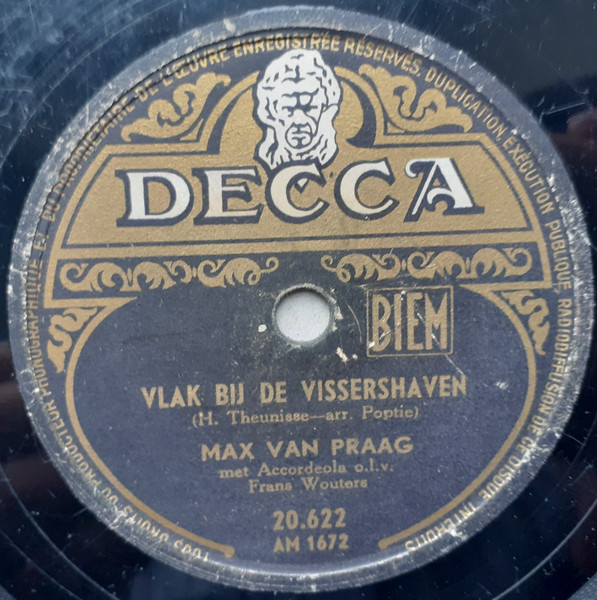 TOUS DROITS DU PRODUCTEUR PHONOGRAPHIQUE ET DU PROPRIÉTAIRE DE L'ŒUVRE ENREGISTRÉE RÉSERVÉS. DUPLICATION EXÉCUTION PUBLIQUE, RADIODIFFUSION DE CE DISQUE INTERDITS
DECCA
BIEM
VLAK BIJ DE VISSERSHAVEN
(H. Theunisse—arr. Poptie)
MAX VAN PRAAG
met Accordeola o.l.v.
Frans Wouters
20.622
AM 1672